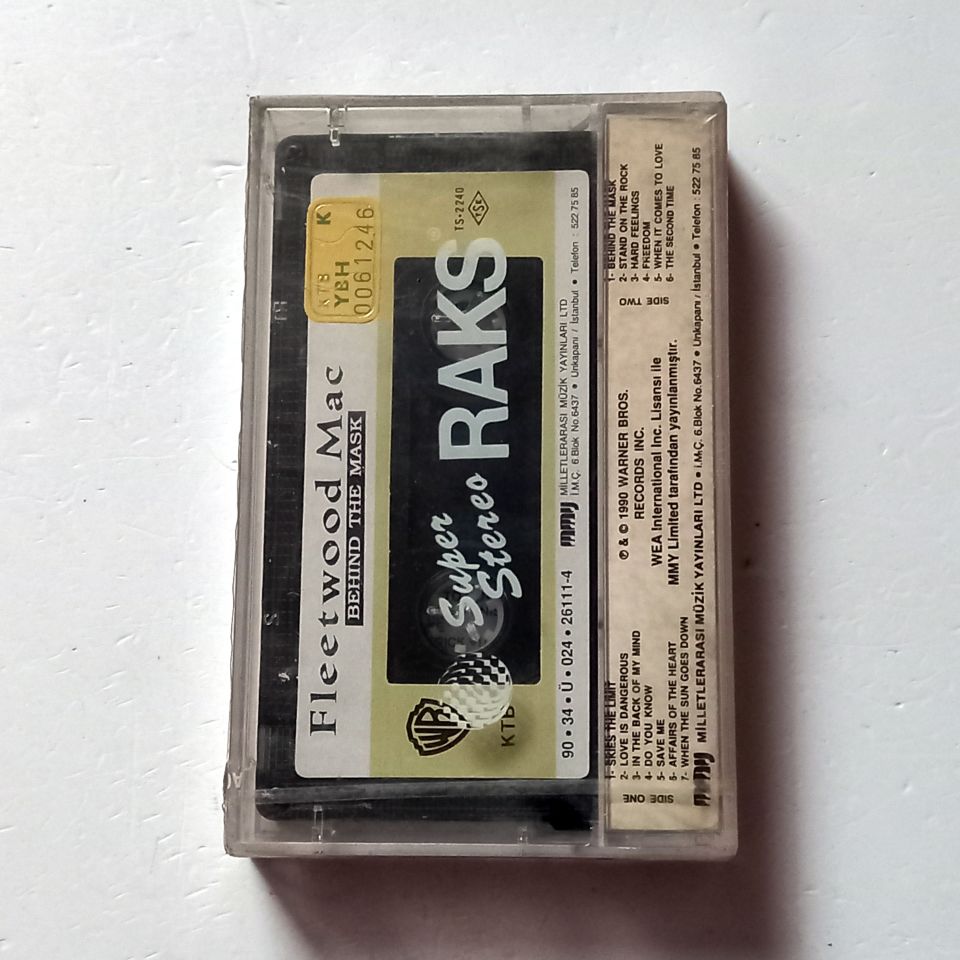 Fleetwood Mac
BEHIND THE MASK
KTB K
YBH
0061246
Super
Stereo RAKS
®
TS-2240
TSE
WB
KTB
90 • 34 • Ü • 024 • 26111-4
mmy MİLLETLERARASI MÜZİK YAYINLARI LTD
İ.M.Ç. 6.Blok No.6437 • Unkapanı / İstanbul • Telefon : 522 75 85
SIDE ONE
1- SKIES THE LIMIT
2- LOVE IS DANGEROUS
3- IN THE BACK OF MY MIND
4- DO YOU KNOW
5- SAVE ME
6- AFFAIRS OF THE HEART
7- WHEN THE SUN GOES DOWN
℗ & © 1990 WARNER BROS.
RECORDS INC.
WEA International Inc. Lisansı ile
MMY Limited tarafından yayınlanmıştır.
SIDE TWO
1- BEHIND THE MASK
2- STAND ON THE ROCK
3- HARD FEELINGS
4- FREEDOM
5- WHEN IT COMES TO LOVE
6- THE SECOND TIME
mmy MİLLETLERARASI MÜZİK YAYINLARI LTD • İ.M.Ç. 6.Blok No.6437 • Unkapanı / İstanbul • Telefon : 522 75 85